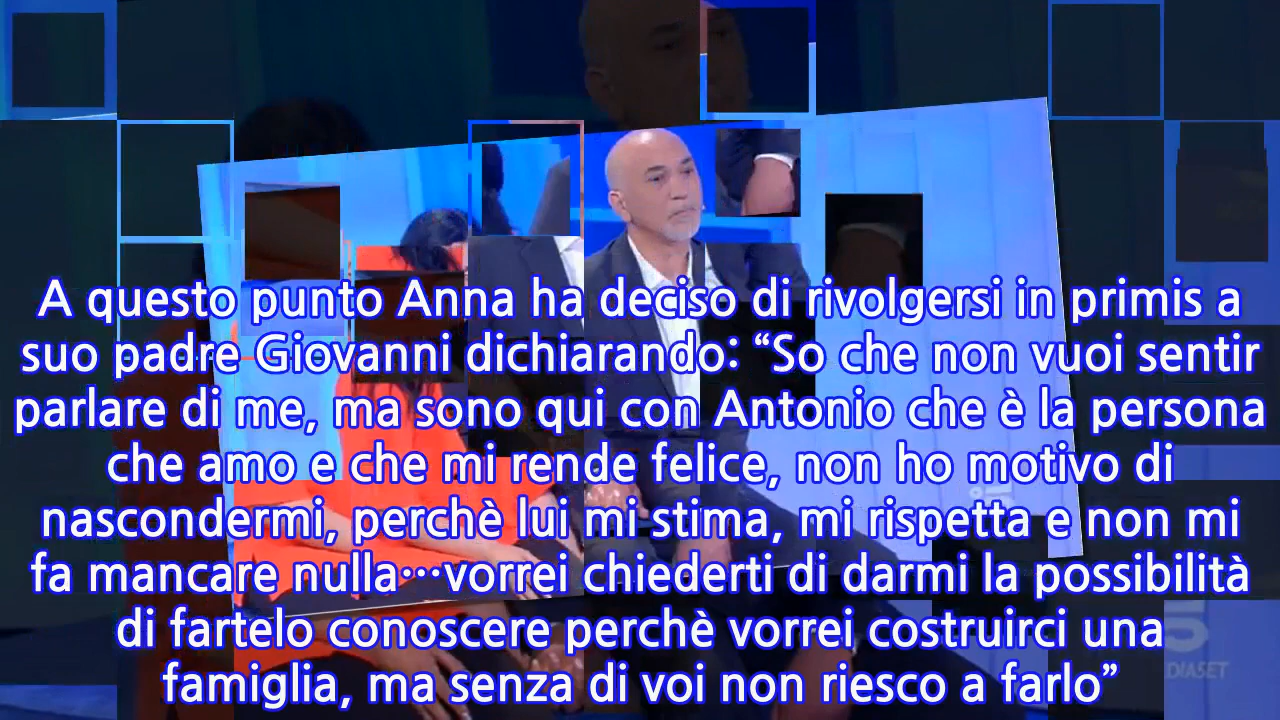 A questo punto Anna ha deciso di rivolgersi in primis a
suo padre Giovanni dichiarando: “So che non vuoi sentir
parlare di me, ma sono qui con Antonio che è la persona
che amo e che mi rende felice, non ho motivo di
nascondermi, perchè lui mi stima, mi rispetta e non mi
fa mancare nulla…vorrei chiederti di darmi la possibilità
di fartelo conoscere perchè vorrei costruirci una
famiglia, ma senza di voi non riesco a farlo”
5
DIASET